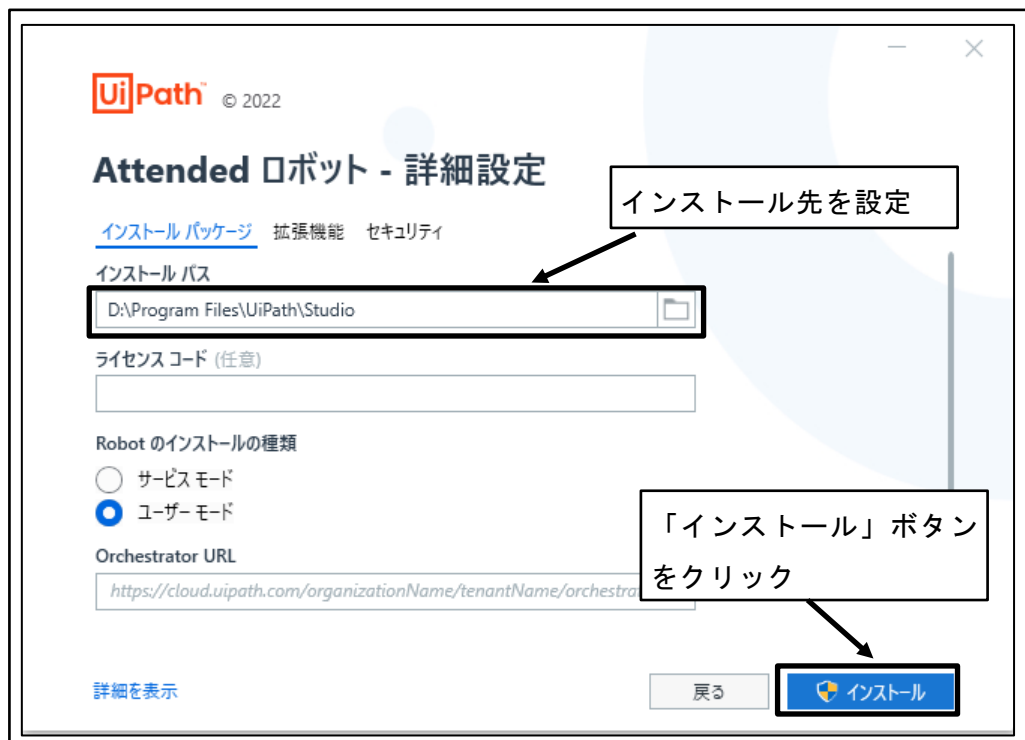 UiPath™ © 2022
Attended ロボット - 詳細設定
インストール先を設定
インストール パッケージ 拡張機能 セキュリティ
インストール パス
D:\Program Files\UiPath\Studio
ライセンス コード (任意)
Robot のインストールの種類
サービス モード
ユーザー モード
「インストール」ボタン
をクリック
Orchestrator URL
https://cloud.uipath.com/organizationName/tenantName/orchestra
詳細を表示 戻る インストール